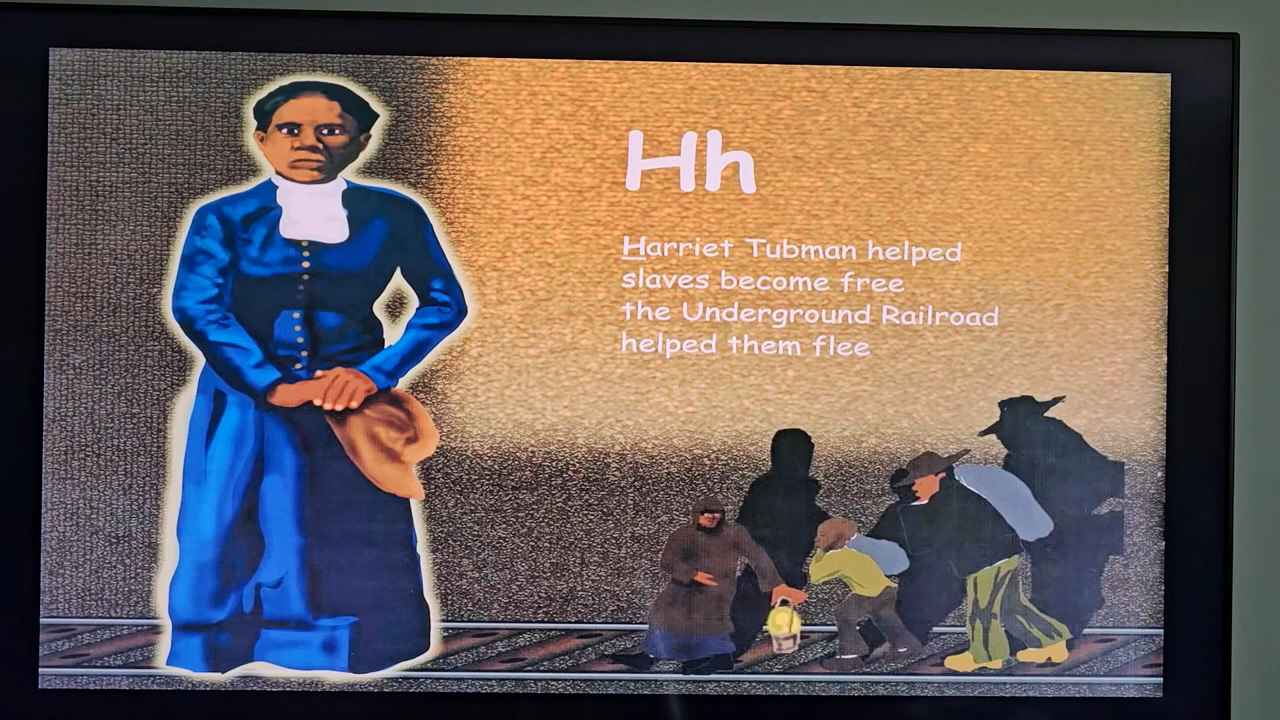 Hh
Harriet Tubman helped
slaves become free
the Underground Railroad
helped them flee